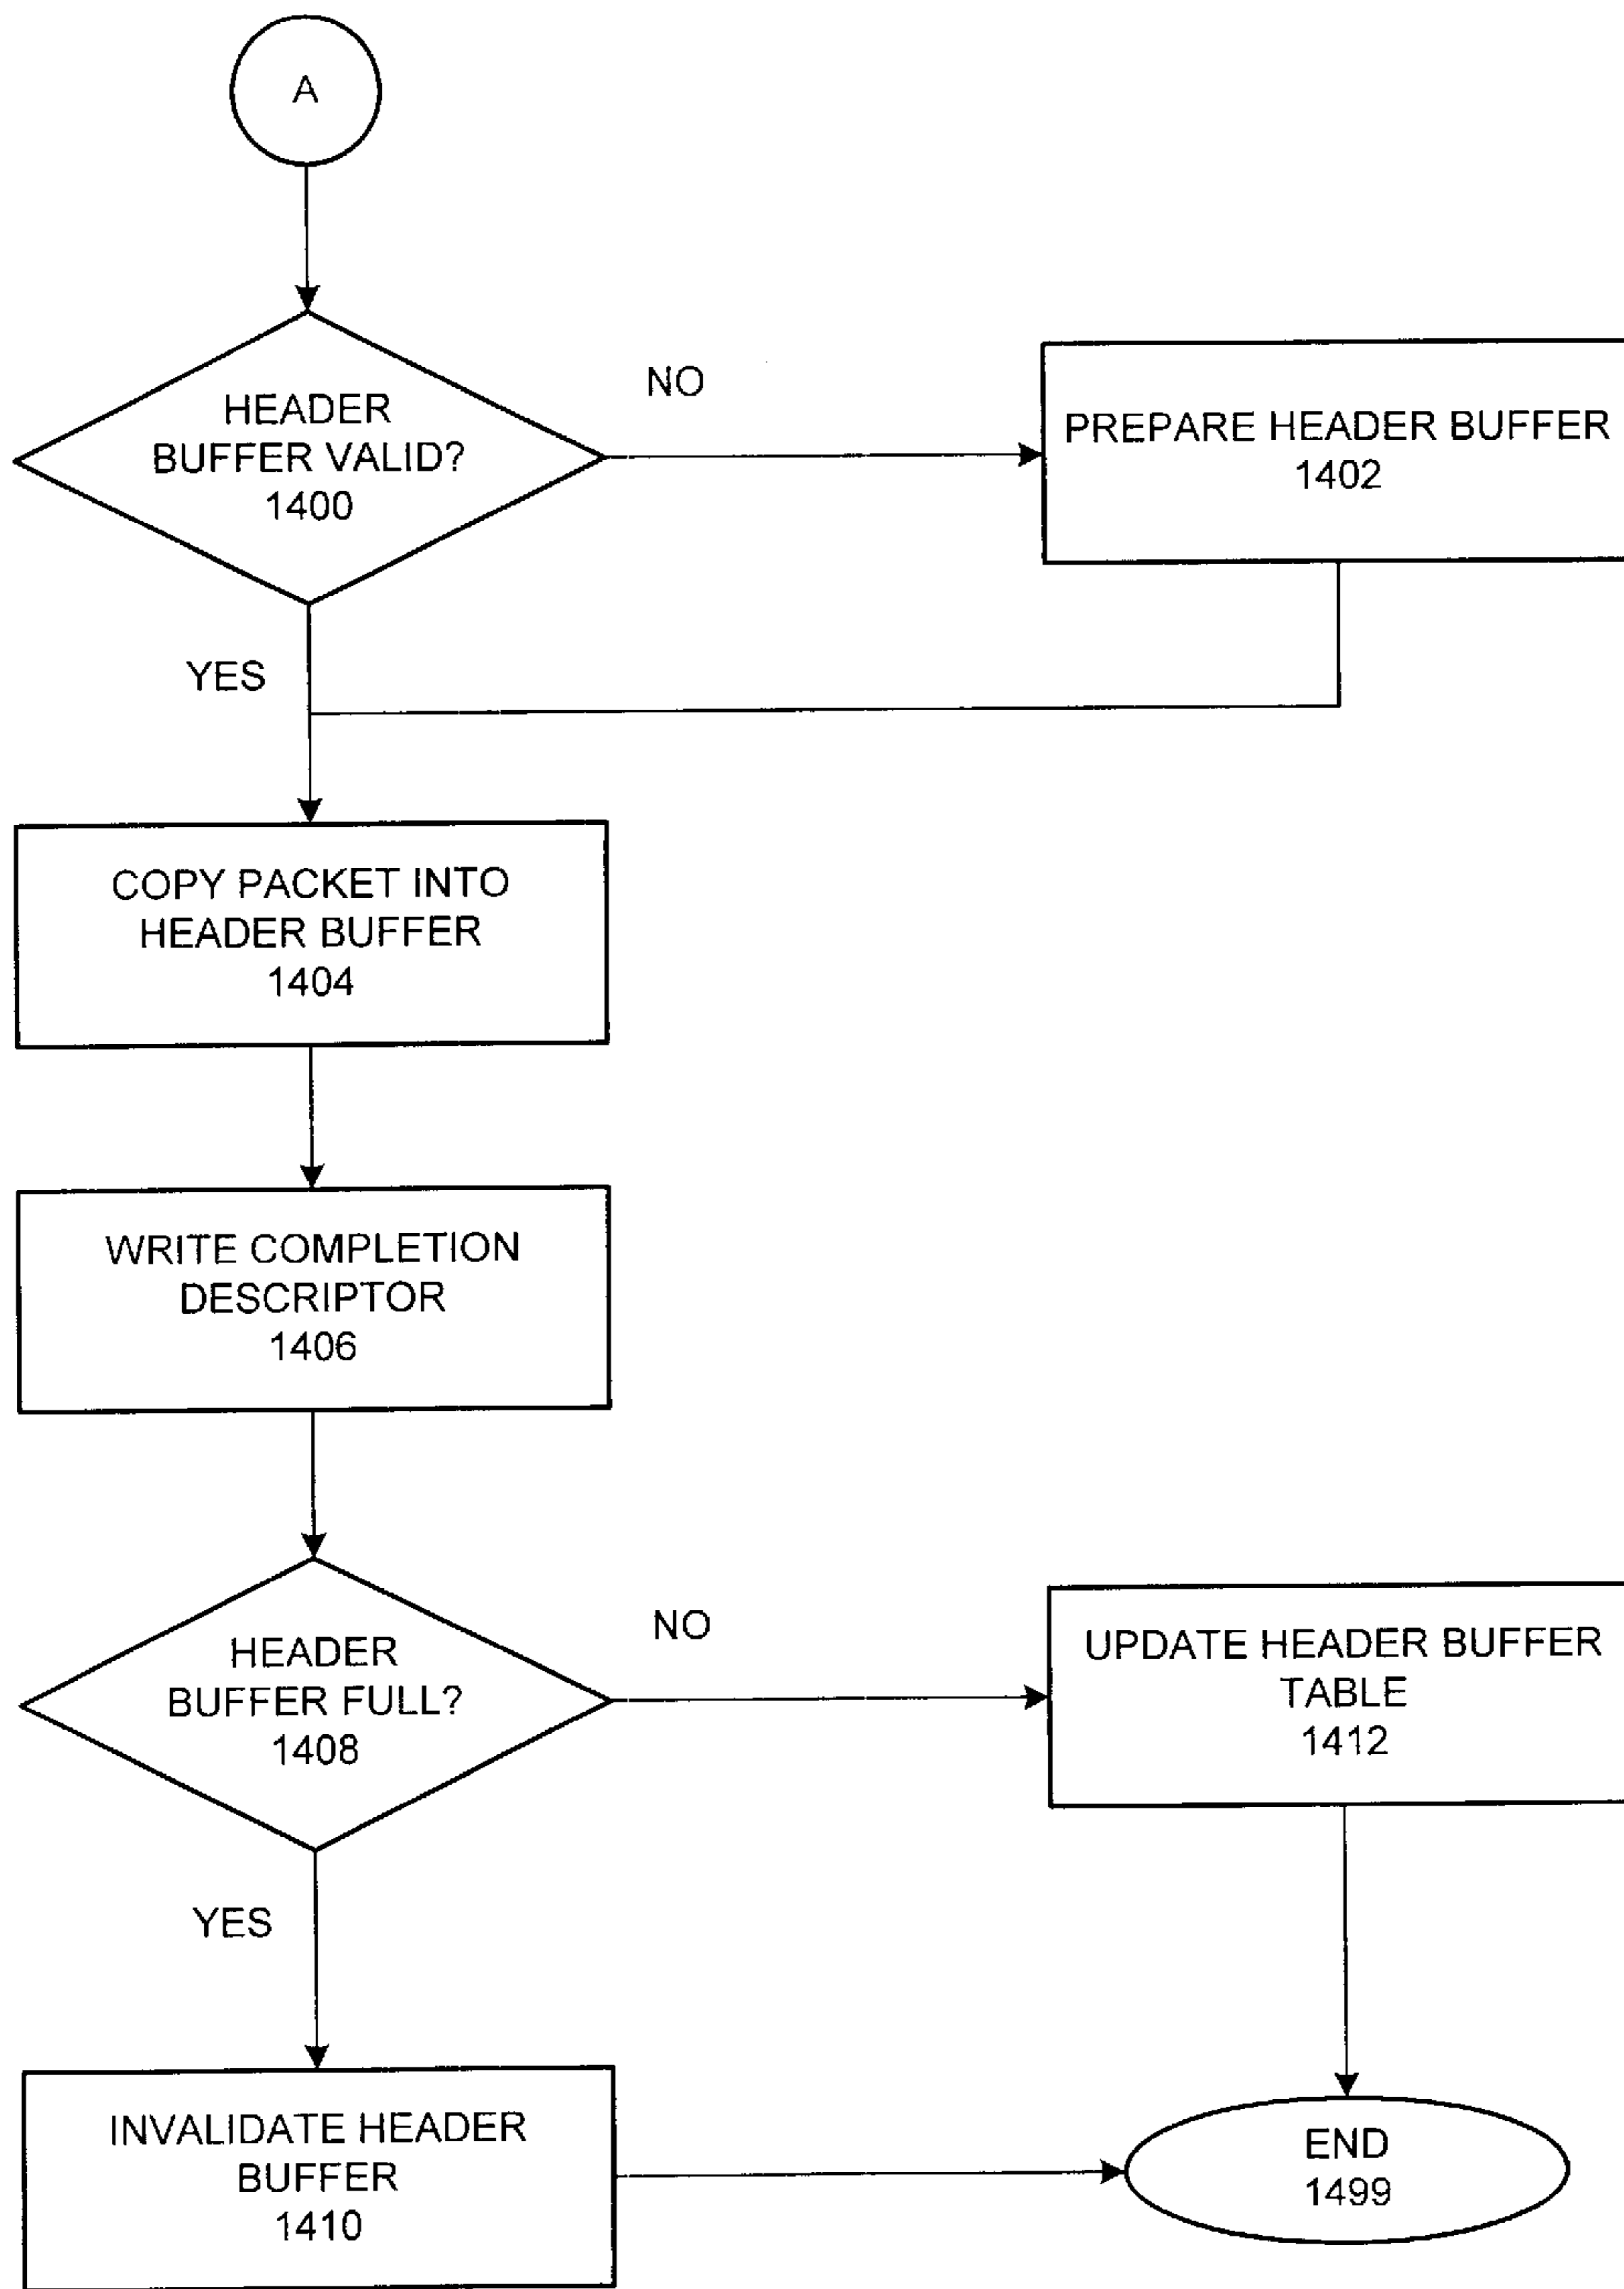 A
HEADER
BUFFER VALID?
1400
NO
PREPARE HEADER BUFFER
1402
YES
COPY PACKET INTO
HEADER BUFFER
1404
WRITE COMPLETION
DESCRIPTOR
1406
HEADER
BUFFER FULL?
1408
NO
UPDATE HEADER BUFFER
TABLE
1412
YES
INVALIDATE HEADER
BUFFER
1410
END
1499